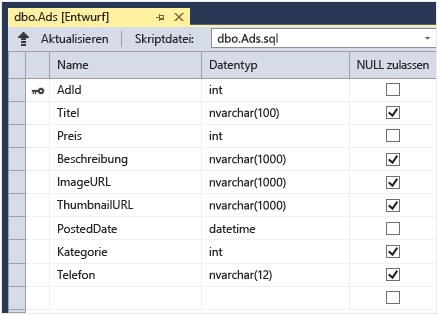 dbo.Ads [Entwurf]
Aktualisieren Skriptdatei: dbo.Ads.sql
Name Datentyp NULL zulassen
AdId int
Titel nvarchar(100)
Preis int
Beschreibung nvarchar(1000)
ImageURL nvarchar(1000)
ThumbnailURL nvarchar(1000)
PostedDate datetime
Kategorie int
Telefon nvarchar(12)